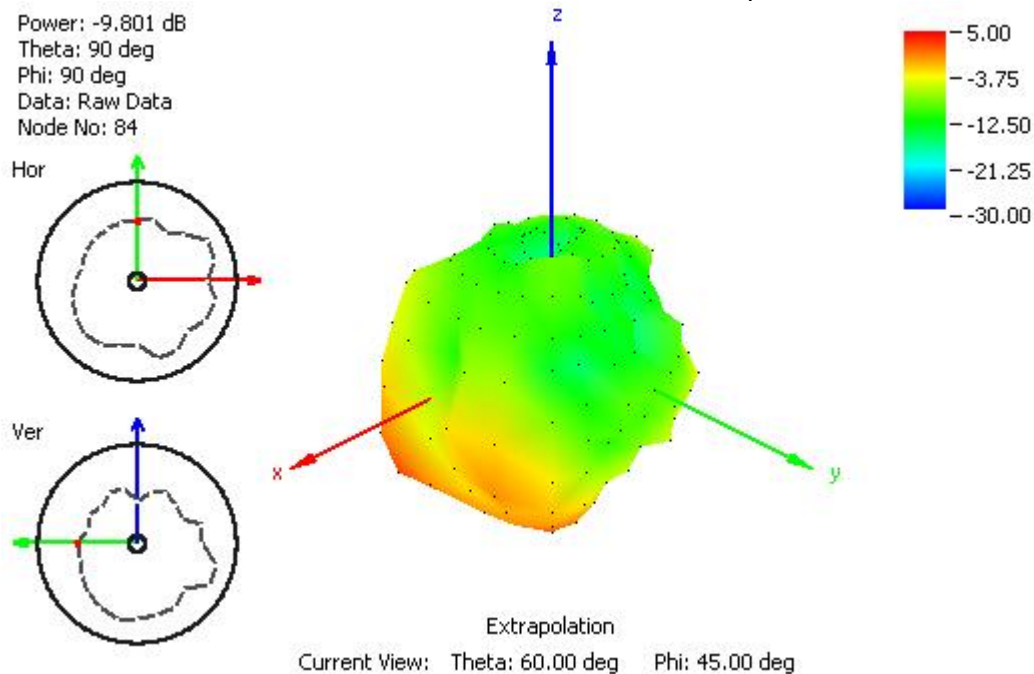 Power: -9.801 dB
Theta: 90 deg
Phi: 90 deg
Data: Raw Data
Node No: 84
Hor
Ver
z
x
y
5.00
-3.75
-12.50
-21.25
-30.00
Extrapolation
Current View: Theta: 60.00 deg Phi: 45.00 deg